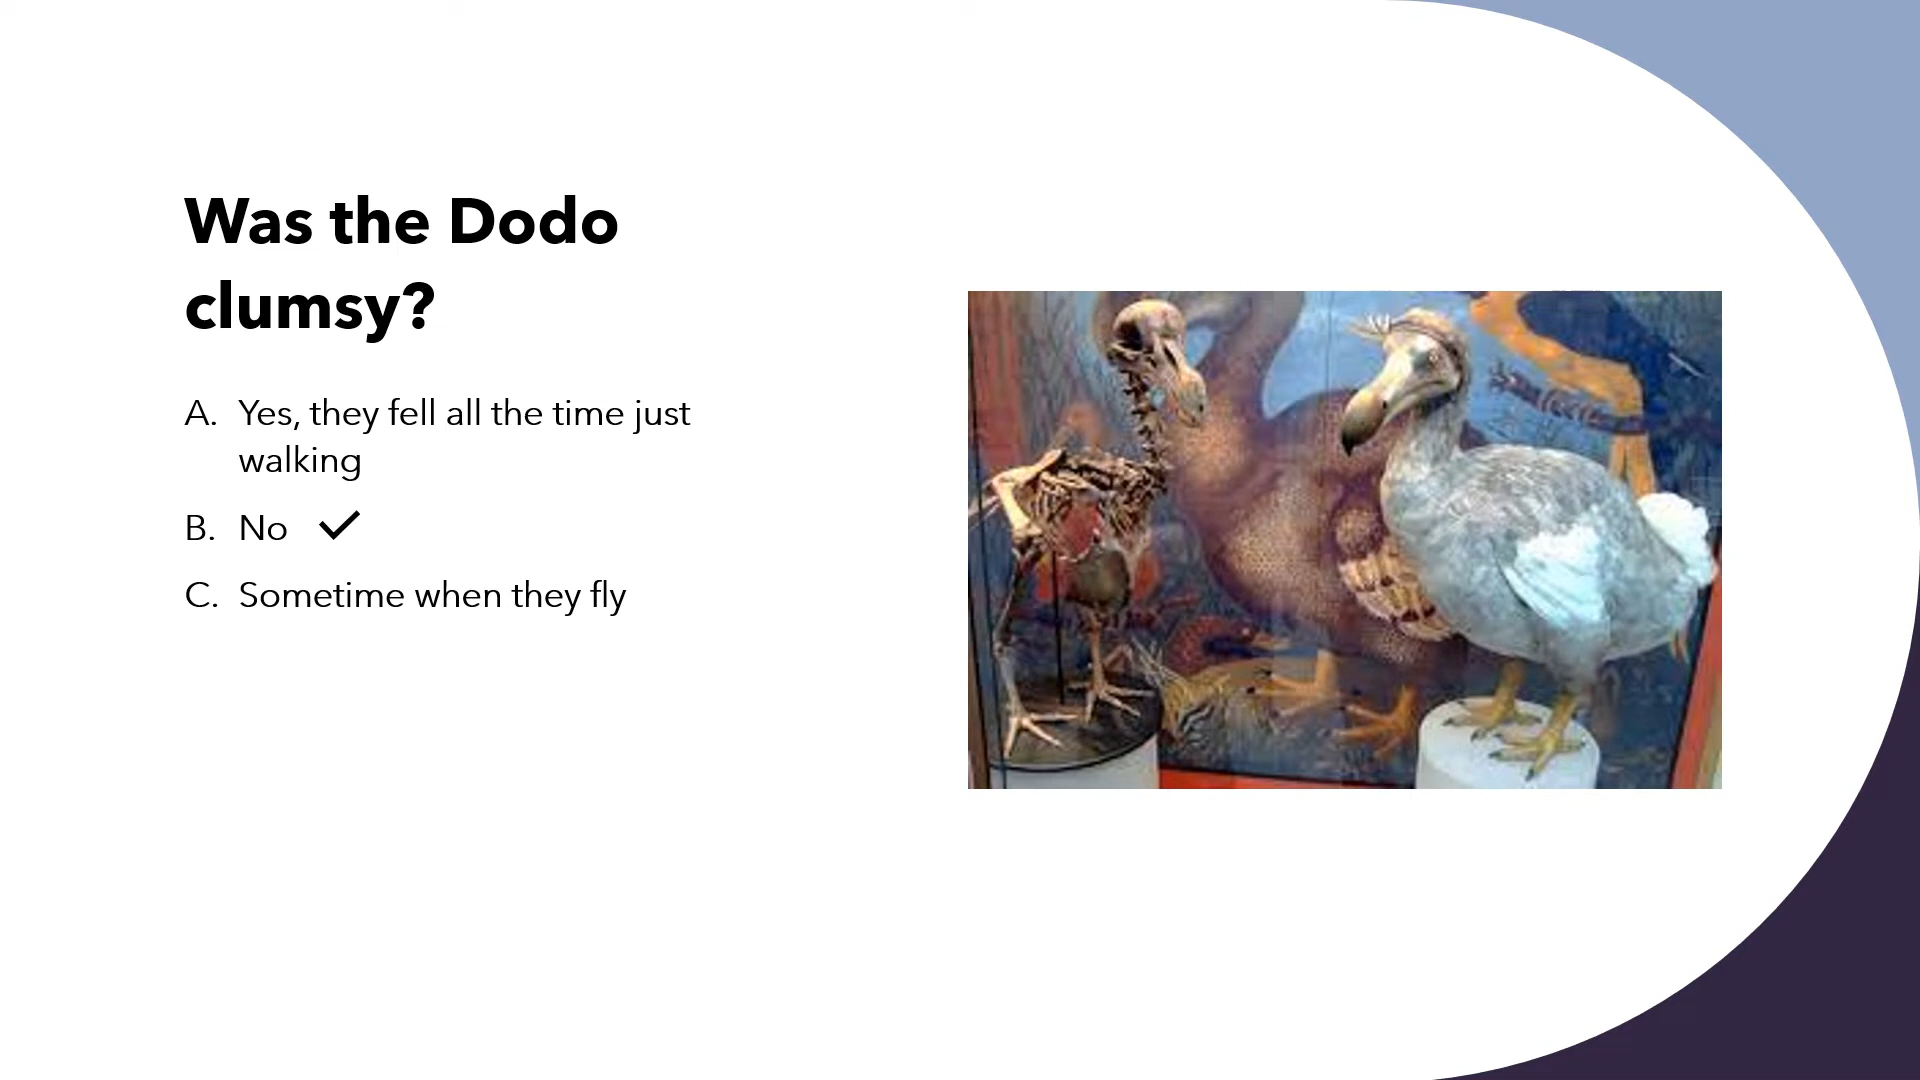 Was the Dodo
clumsy?
A. Yes, they fell all the time just
walking
B. No ✓
C. Sometime when they fly